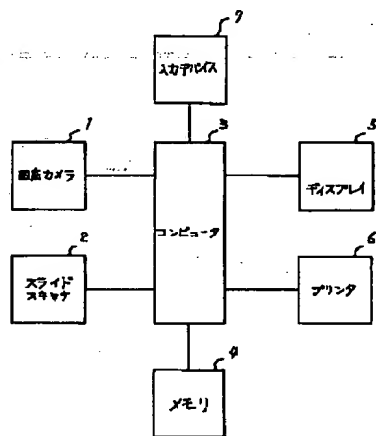 7
入力デバイス
1
眼底カメラ
3
コンピュータ
5
ディスプレイ
2
スライド
スキャナ
6
プリンタ
4
メモリ